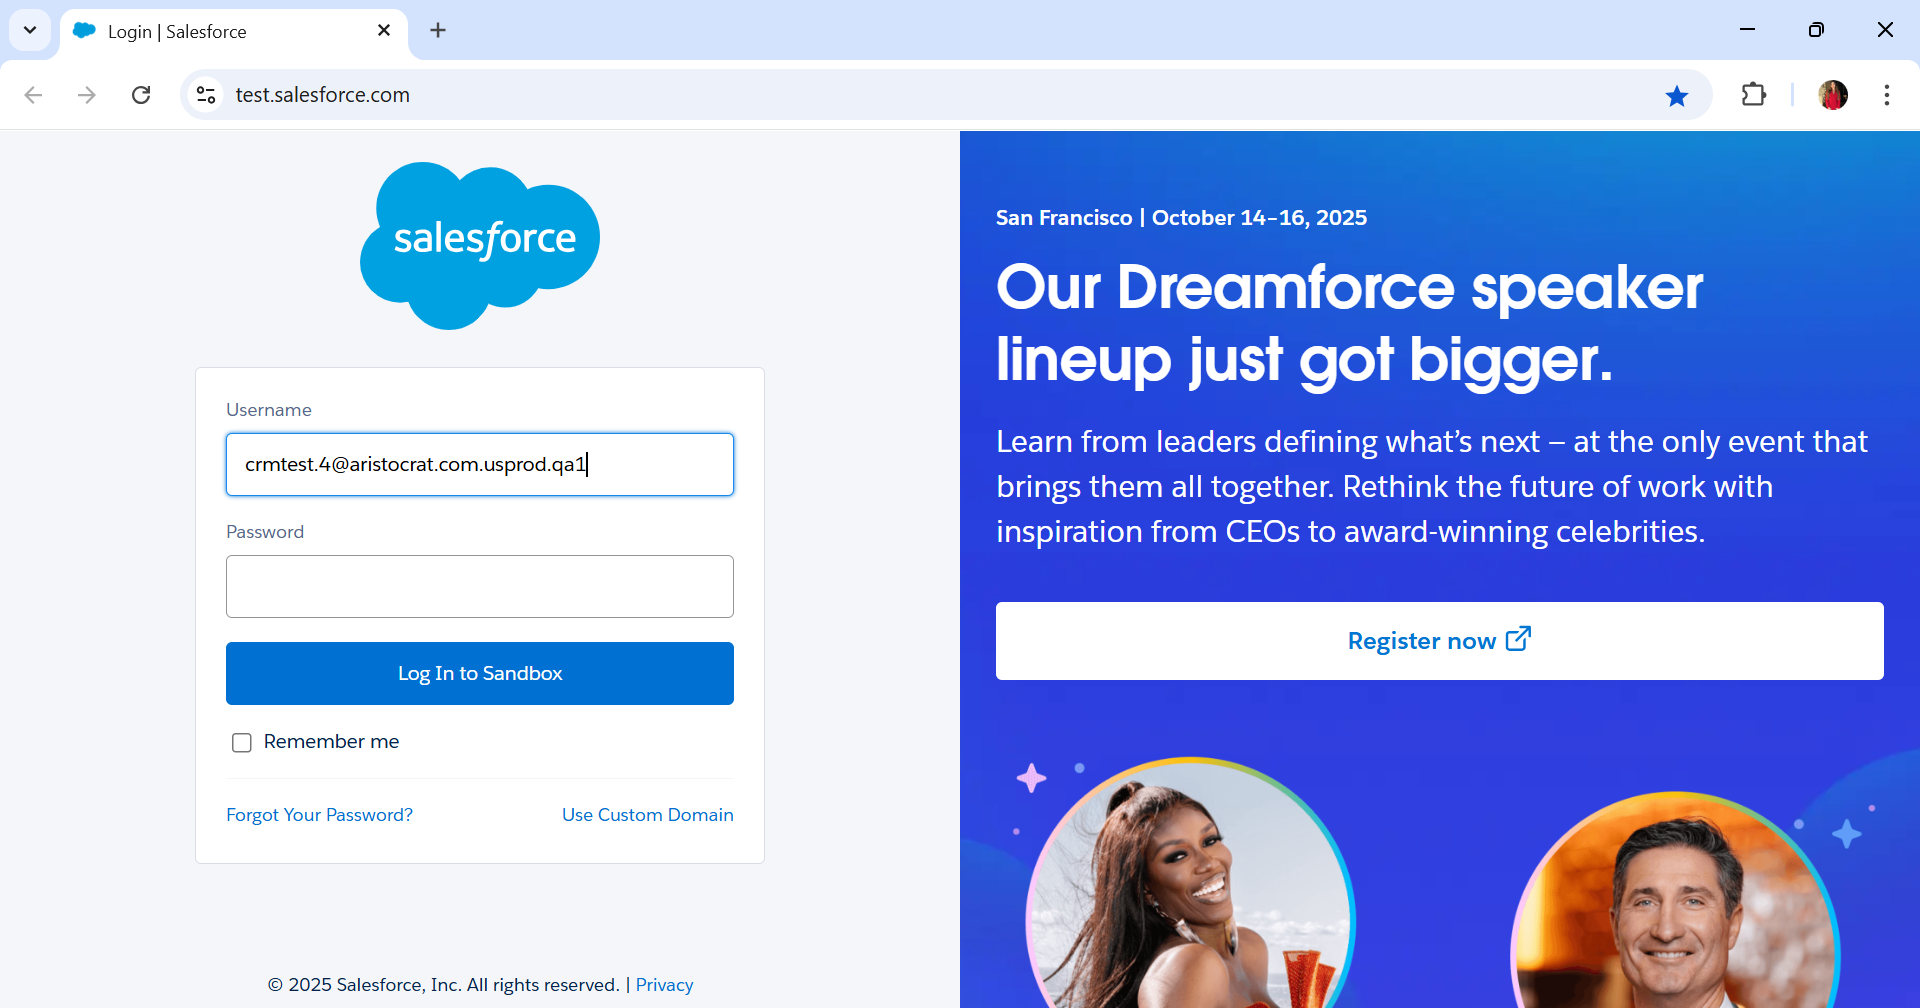 Login | Salesforce
test.salesforce.com
salesforce
Username
crmtest.4@aristocrat.com.usprod.qa1
Password
Log In to Sandbox
Remember me
Forgot Your Password?
Use Custom Domain
© 2025 Salesforce, Inc. All rights reserved. | Privacy
San Francisco | October 14–16, 2025
Our Dreamforce speaker
lineup just got bigger.
Learn from leaders defining what’s next — at the only event that
brings them all together. Rethink the future of work with
inspiration from CEOs to award-winning celebrities.
Register now